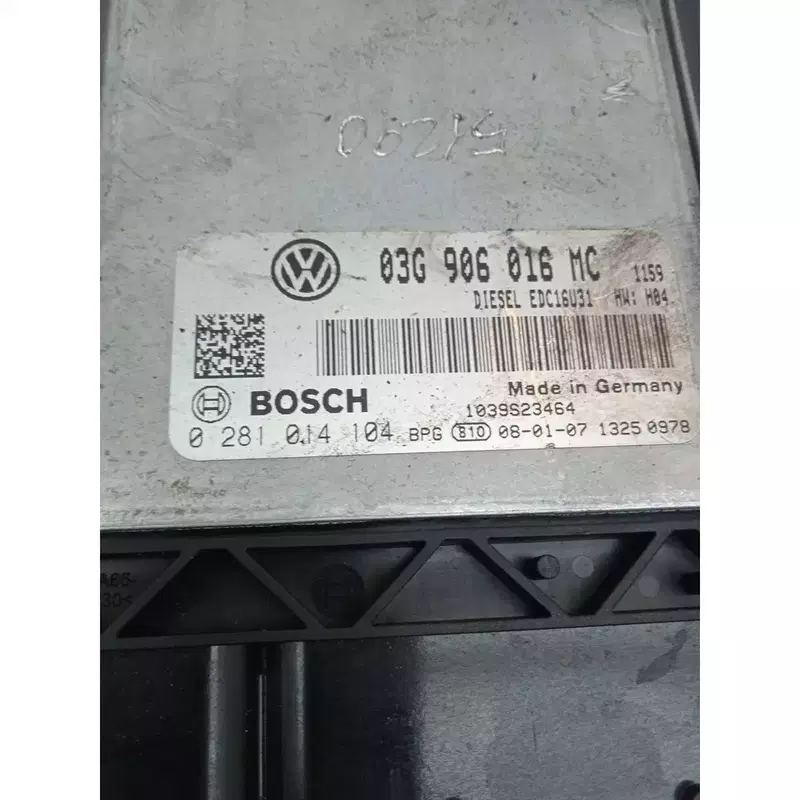 03G 906 016 MC 1159
DIESEL EDC16U31 HW: H04
Made in Germany
BOSCH 1039S23464
0 281 014 104 BPG 810 08-01-07 1325 0978